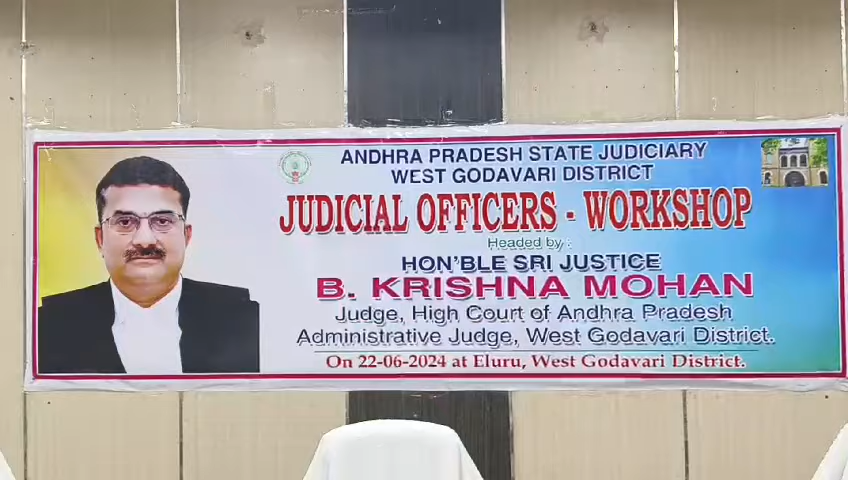 ANDHRA PRADESH STATE JUDICIARY
WEST GODAVARI DISTRICT
JUDICIAL OFFICERS - WORKSHOP
Headed by :
HON'BLE SRI JUSTICE
B. KRISHNA MOHAN
Judge, High Court of Andhra Pradesh
Administrative Judge, West Godavari District.
On 22-06-2024 at Eluru, West Godavari District.